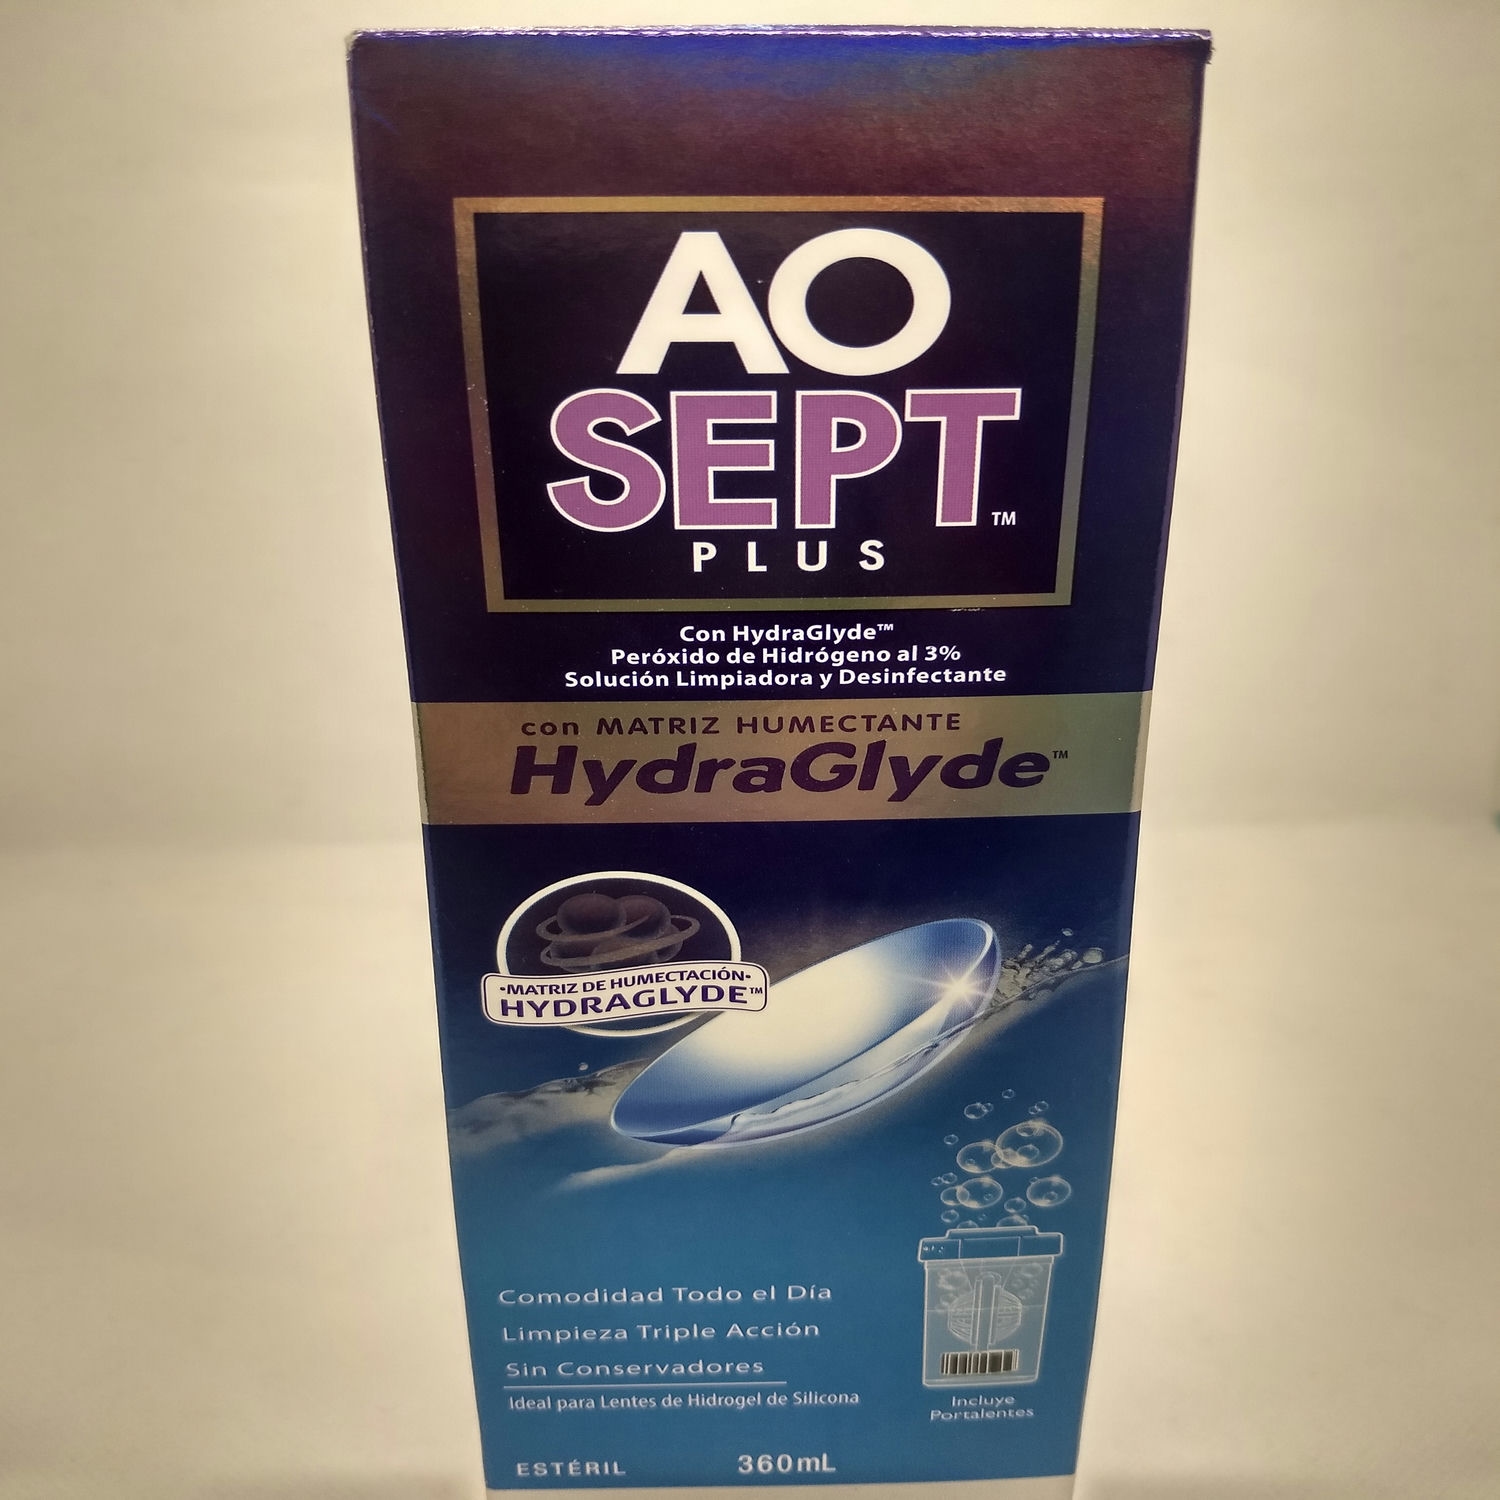 AO
SEPT™
PLUS
Con HydraGlyde™
Peróxido de Hidrógeno al 3%
Solución Limpiadora y Desinfectante
con MATRIZ HUMECTANTE
HydraGlyde™
•MATRIZ DE HUMECTACIÓN•
HYDRAGLYDE™
Comodidad Todo el Día
Limpieza Triple Acción
Sin Conservadores
Ideal para Lentes de Hidrogel de Silicona
Incluye
Portalentes
ESTÉRIL 360mL